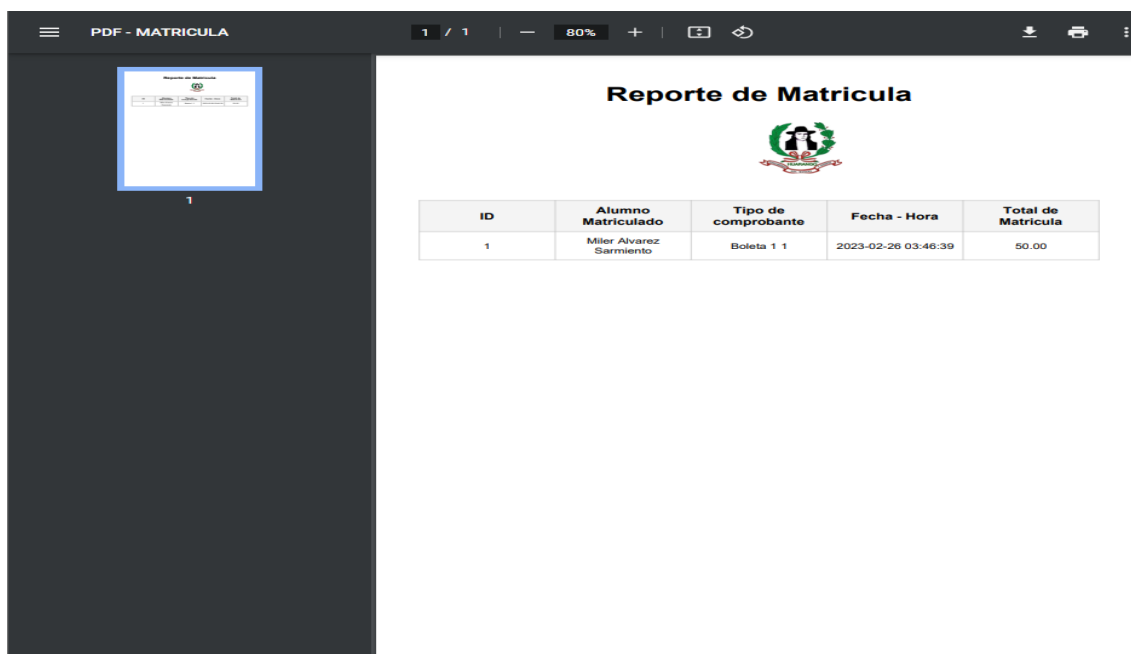 PDF - MATRICULA
1 / 1
80%
1
Reporte de Matricula
ID
Alumno Matriculado
Tipo de comprobante
Fecha - Hora
Total de Matricula
1
Miler Alvarez Sarmiento
Boleta 1 1
2023-02-26 03:46:39
50.00